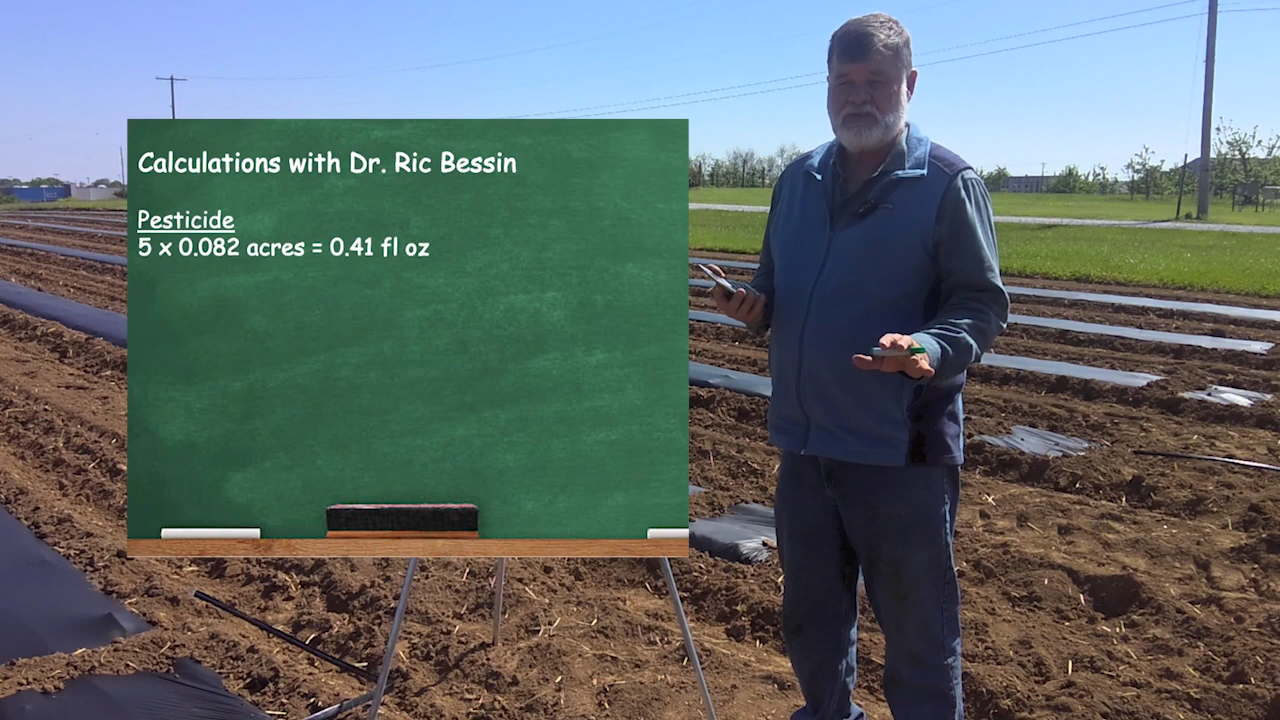 Calculations with Dr. Ric Bessin
Pesticide
5 x 0.082 acres = 0.41 fl oz